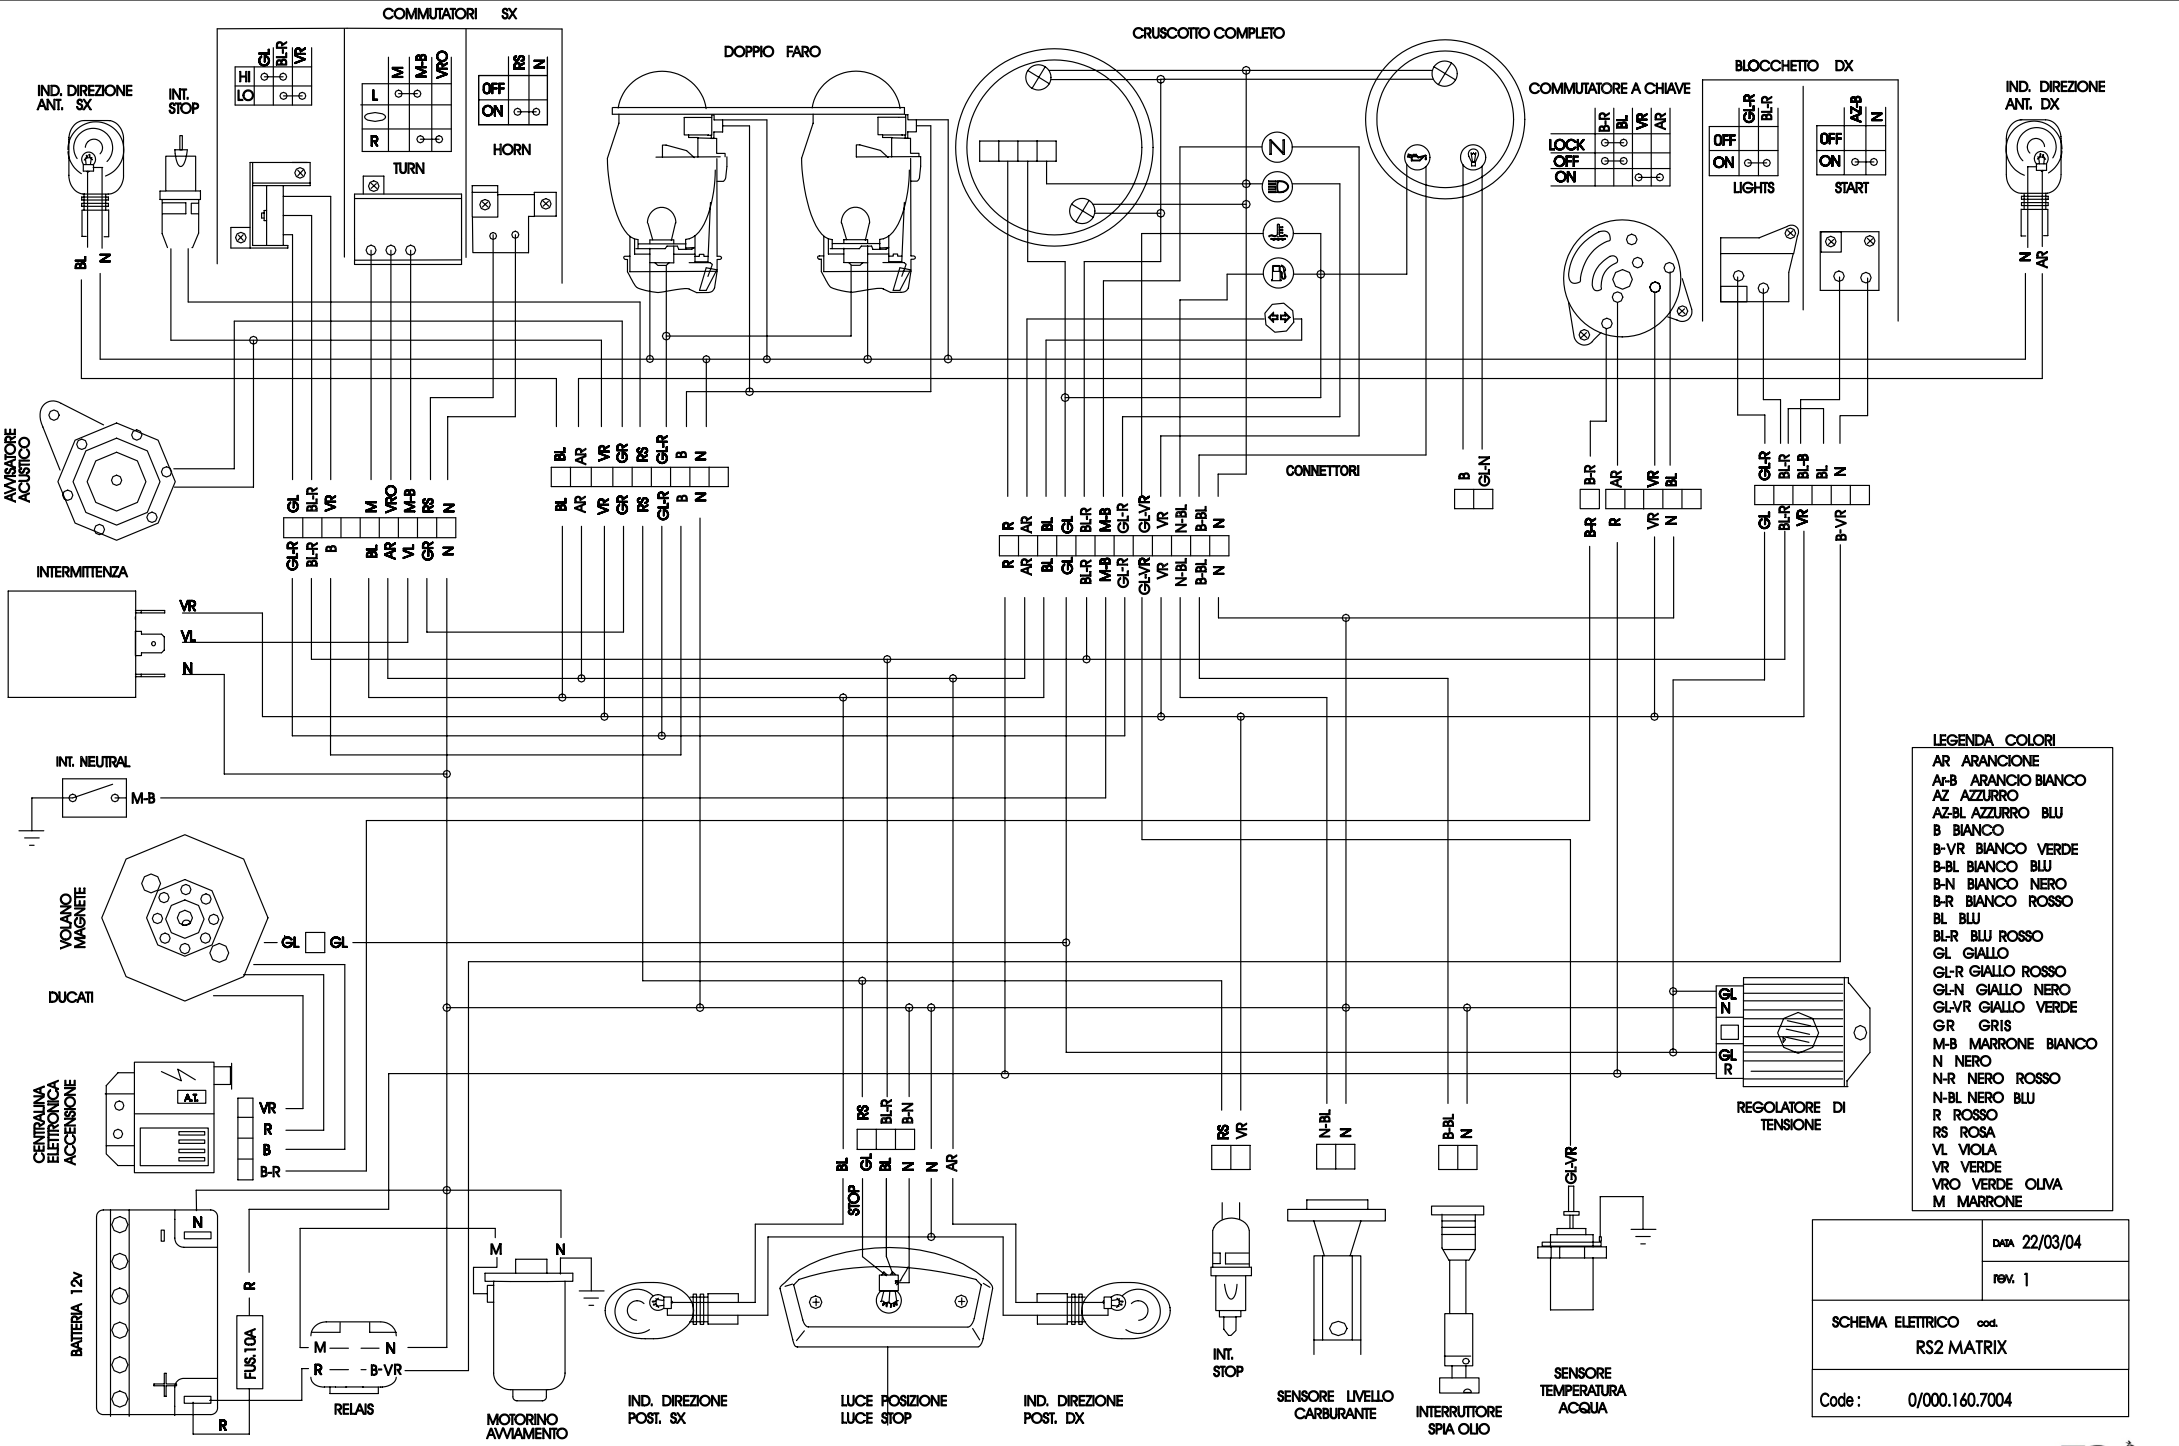 COMMUTATORI SX
IND. DIREZIONE
ANT. SX
INT.
STOP
GL
BL-R
VR
HI
LO
M
M-B
VRO
L
R
TURN
RS
N
OFF
ON
HORN
DOPPIO FARO
CRUSCOTTO COMPLETO
N
COMMUTATORE A CHIAVE
B-R
BL
VR
AR
LOCK
OFF
ON
BLOCCHETTO DX
GL-R
BL-R
OFF
ON
LIGHTS
AZ-B
N
OFF
ON
START
IND. DIREZIONE
ANT. DX
BL
N
N
AR
AVVISATORE
ACUSTICO
GL
BL-R
VR
M
VRO
M-B
RS
N
GL-R
BL-R
B
BL
AR
VL
GR
N
BL
AR
VR
GR
RS
GL-R
B
N
BL
AR
VR
GR
RS
GL-R
B
N
R
AR
BL
GL
BL-R
M-B
GL-R
GL-VR
VR
N-BL
B-BL
N
R
AR
BL
GL
BL-R
M-B
GL-R
GL-VR
VR
N-BL
B-BL
N
CONNETTORI
B
GL-N
B-R
AR
VR
BL
B-R
R
VR
N
GL-R
BL-R
BL-B
BL
N
GL
BL-R
VR
B-VR
INTERMITTENZA
VR
VL
N
INT. NEUTRAL
M-B
VOLANO
MAGNETE
GL
GL
DUCATI
CENTRALINA
ELETTRONICA
ACCENSIONE
A.T.
VR
R
B
B-R
BATTERIA 12v
N
R
FUS.10A
R
M
N
R
B-VR
RELAIS
M
N
MOTORINO
AVVIAMENTO
IND. DIREZIONE
POST. SX
BL
RS
GL
STOP
BL-R
BL
B-N
N
N
AR
LUCE POSIZIONE
LUCE STOP
IND. DIREZIONE
POST. DX
RS
VR
INT.
STOP
N-BL
N
SENSORE LIVELLO
CARBURANTE
B-BL
N
INTERRUTTORE
SPIA OLIO
GL-VR
SENSORE
TEMPERATURA
ACQUA
GL
N
GL
R
REGOLATORE DI
TENSIONE
LEGENDA COLORI
AR ARANCIONE
Ar-B ARANCIO BIANCO
AZ AZZURRO
AZ-BL AZZURRO BLU
B BIANCO
B-VR BIANCO VERDE
B-BL BIANCO BLU
B-N BIANCO NERO
B-R BIANCO ROSSO
BL BLU
BL-R BLU ROSSO
GL GIALLO
GL-R GIALLO ROSSO
GL-N GIALLO NERO
GL-VR GIALLO VERDE
GR GRIS
M-B MARRONE BIANCO
N NERO
N-R NERO ROSSO
N-BL NERO BLU
R ROSSO
RS ROSA
VL VIOLA
VR VERDE
VRO VERDE OLIVA
M MARRONE
DATA 22/03/04
rev. 1
SCHEMA ELETTRICO cod.
RS2 MATRIX
Code : 0/000.160.7004